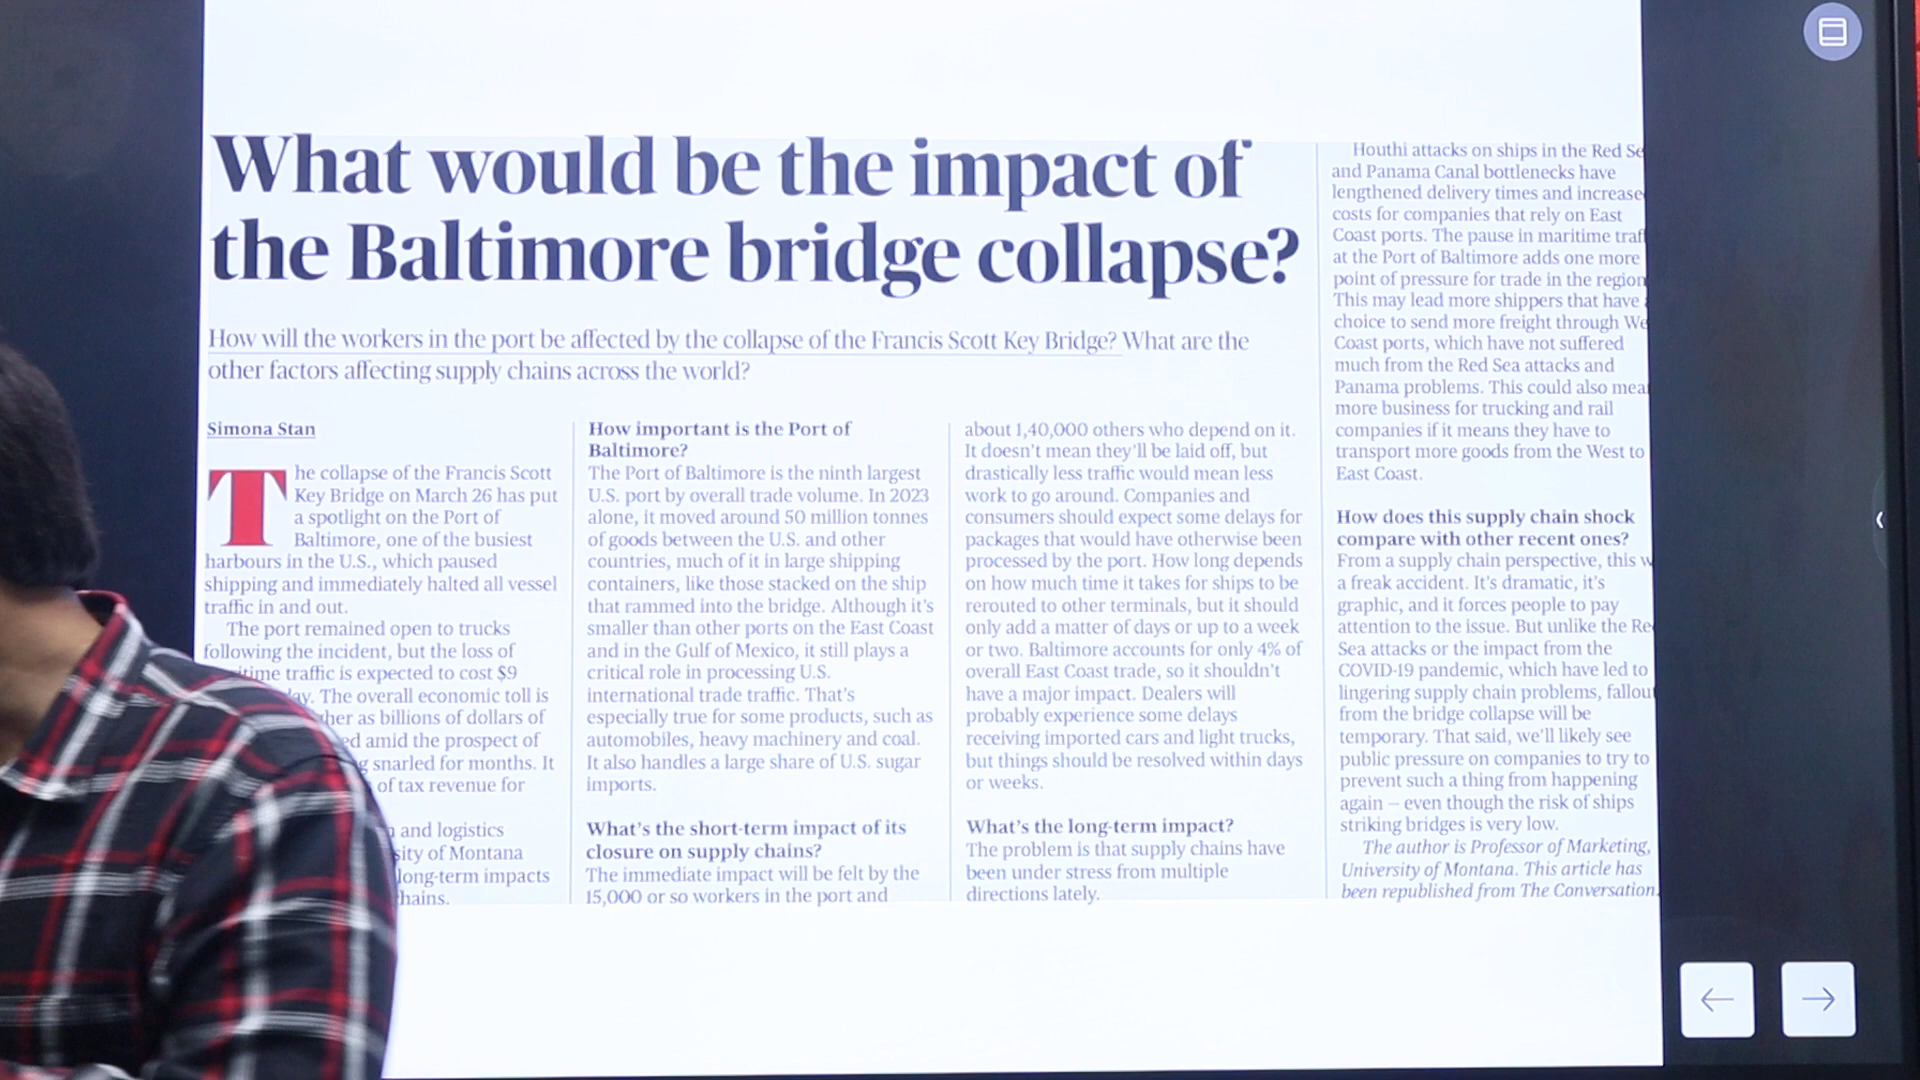 What would be the impact of
the Baltimore bridge collapse?
How will the workers in the port be affected by the collapse of the Francis Scott Key Bridge? What are the
other factors affecting supply chains across the world?
Simona Stan
The collapse of the Francis Scott
Key Bridge on March 26 has put
a spotlight on the Port of
Baltimore, one of the busiest
harbours in the U.S., which paused
shipping and immediately halted all vessel
traffic in and out.
The port remained open to trucks
following the incident, but the loss of
traffic is expected to cost $9
The overall economic toll is
as billions of dollars of
amid the prospect of
snarled for months. It
of tax revenue for
and logistics
of Montana
long-term impacts
How important is the Port of
Baltimore?
The Port of Baltimore is the ninth largest
U.S. port by overall trade volume. In 2023
alone, it moved around 50 million tonnes
of goods between the U.S. and other
countries, much of it in large shipping
containers, like those stacked on the ship
that rammed into the bridge. Although it's
smaller than other ports on the East Coast
and in the Gulf of Mexico, it still plays a
critical role in processing U.S.
international trade traffic. That's
especially true for some products, such as
automobiles, heavy machinery and coal.
It also handles a large share of U.S. sugar
imports.
What's the short-term impact of its
closure on supply chains?
The immediate impact will be felt by the
15,000 or so workers in the port and
about 1,40,000 others who depend on it.
It doesn't mean they'll be laid off, but
drastically less traffic would mean less
work to go around. Companies and
consumers should expect some delays for
packages that would have otherwise been
processed by the port. How long depends
on how much time it takes for ships to be
rerouted to other terminals, but it should
only add a matter of days or up to a week
or two. Baltimore accounts for only 4% of
overall East Coast trade, so it shouldn't
have a major impact. Dealers will
probably experience some delays
receiving imported cars and light trucks,
but things should be resolved within days
or weeks.
What's the long-term impact?
The problem is that supply chains have
been under stress from multiple
directions lately.
Houthi attacks on ships in the Red
and Panama Canal bottlenecks have
lengthened delivery times and increase
costs for companies that rely on East
Coast ports. The pause in maritime
at the Port of Baltimore adds one more
point of pressure for trade in the region
This may lead more shippers that have
choice to send more freight through
Coast ports, which have not suffered
much from the Red Sea attacks and
Panama problems. This could also
more business for trucking and rail
companies if it means they have to
transport more goods from the West to
East Coast.
How does this supply chain shock
compare with other recent ones?
From a supply chain perspective, this
a freak accident. It's dramatic, it's
graphic, and it forces people to pay
attention to the issue. But unlike the
Sea attacks or the impact from the
COVID-19 pandemic, which have led to
lingering supply chain problems, fallout
from the bridge collapse will be
temporary. That said, we'll likely see
public pressure on companies to try to
prevent such a thing from happening
again – even though the risk of ships
striking bridges is very low.
The author is Professor of Marketing,
University of Montana. This article has
been republished from The Conversation.